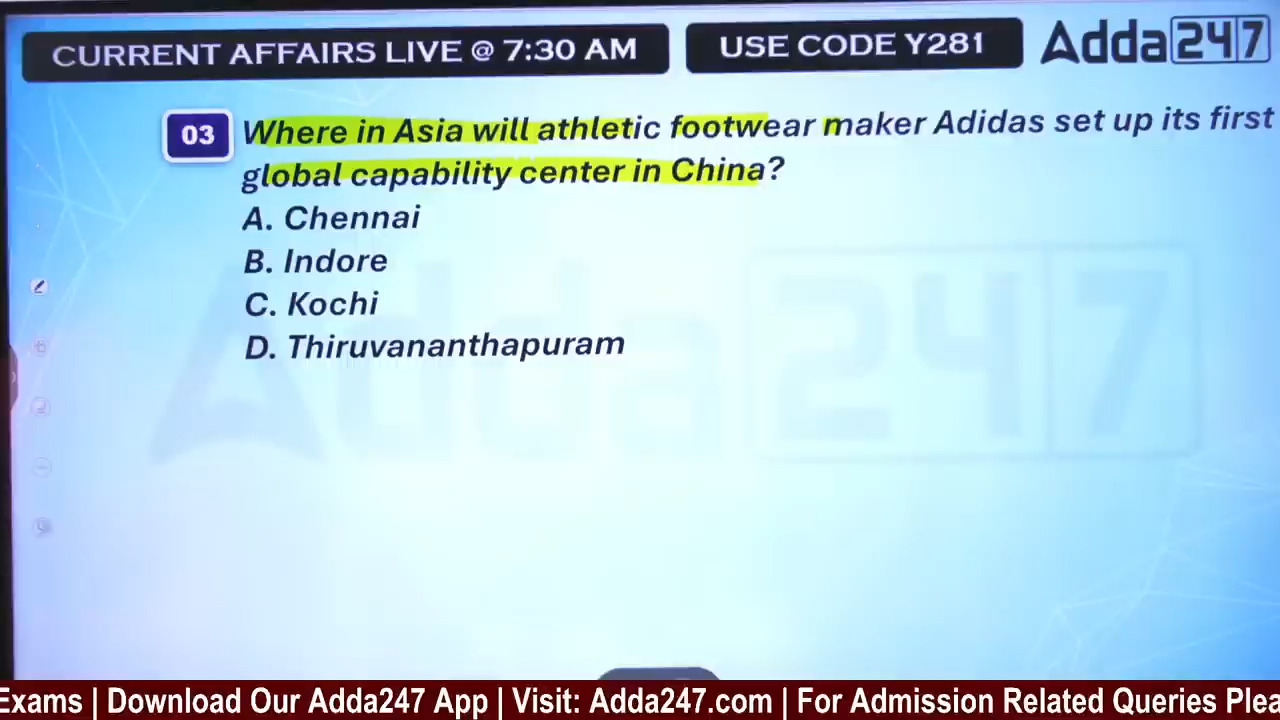 CURRENT AFFAIRS LIVE @ 7:30 AM
USE CODE Y281
Adda247
03
Where in Asia will athletic footwear maker Adidas set up its first
global capability center in China?
A. Chennai
B. Indore
C. Kochi
D. Thiruvananthapuram
Adda247
Exams | Download Our Adda247 App | Visit: Adda247.com | For Admission Related Queries Plea